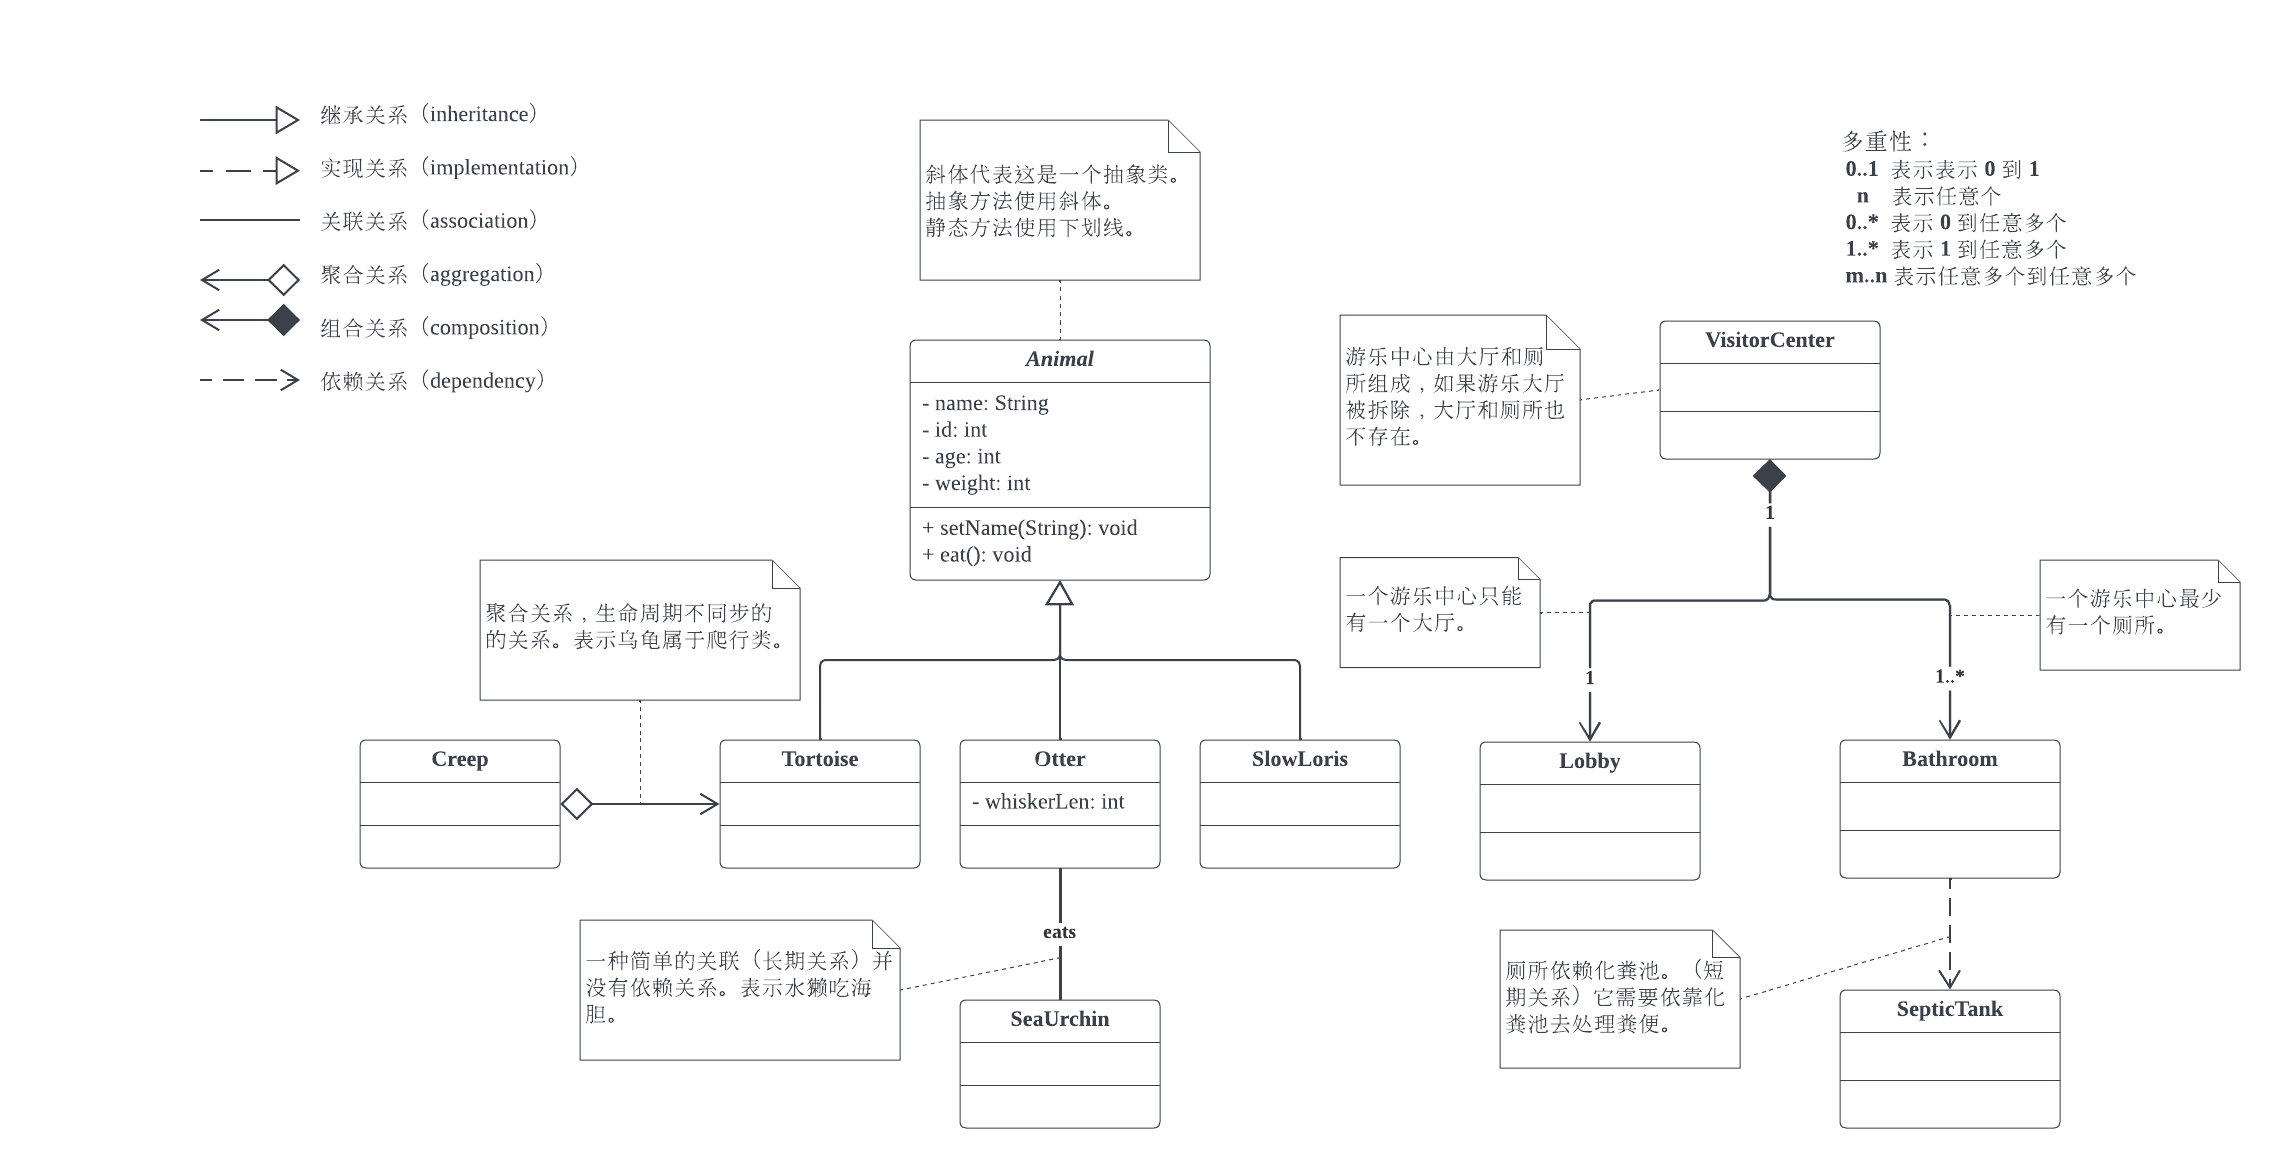 继承关系（inheritance）
实现关系（implementation）
关联关系（association）
聚合关系（aggregation）
组合关系（composition）
依赖关系（dependency）
斜体代表这是一个抽象类。
抽象方法使用斜体。
静态方法使用下划线。
多重性：
0..1 表示表示 0 到 1
n 表示任意个
0..* 表示 0 到任意多个
1..* 表示 1 到任意多个
m..n 表示任意多个到任意多个
Animal
- name: String
- id: int
- age: int
- weight: int
+ setName(String): void
+ eat(): void
游乐中心由大厅和厕
所组成，如果游乐大厅
被拆除，大厅和厕所也
不存在。
VisitorCenter
1
聚合关系，生命周期不同步的
的关系。表示乌龟属于爬行类。
一个游乐中心只能
有一个大厅。
一个游乐中心最少
有一个厕所。
1
1..*
Creep
Tortoise
Otter
- whiskerLen: int
SlowLoris
Lobby
Bathroom
eats
一种简单的关联（长期关系）并
没有依赖关系。表示水獭吃海
胆。
SeaUrchin
厕所依赖化粪池。（短
期关系）它需要依靠化
粪池去处理粪便。
SepticTank